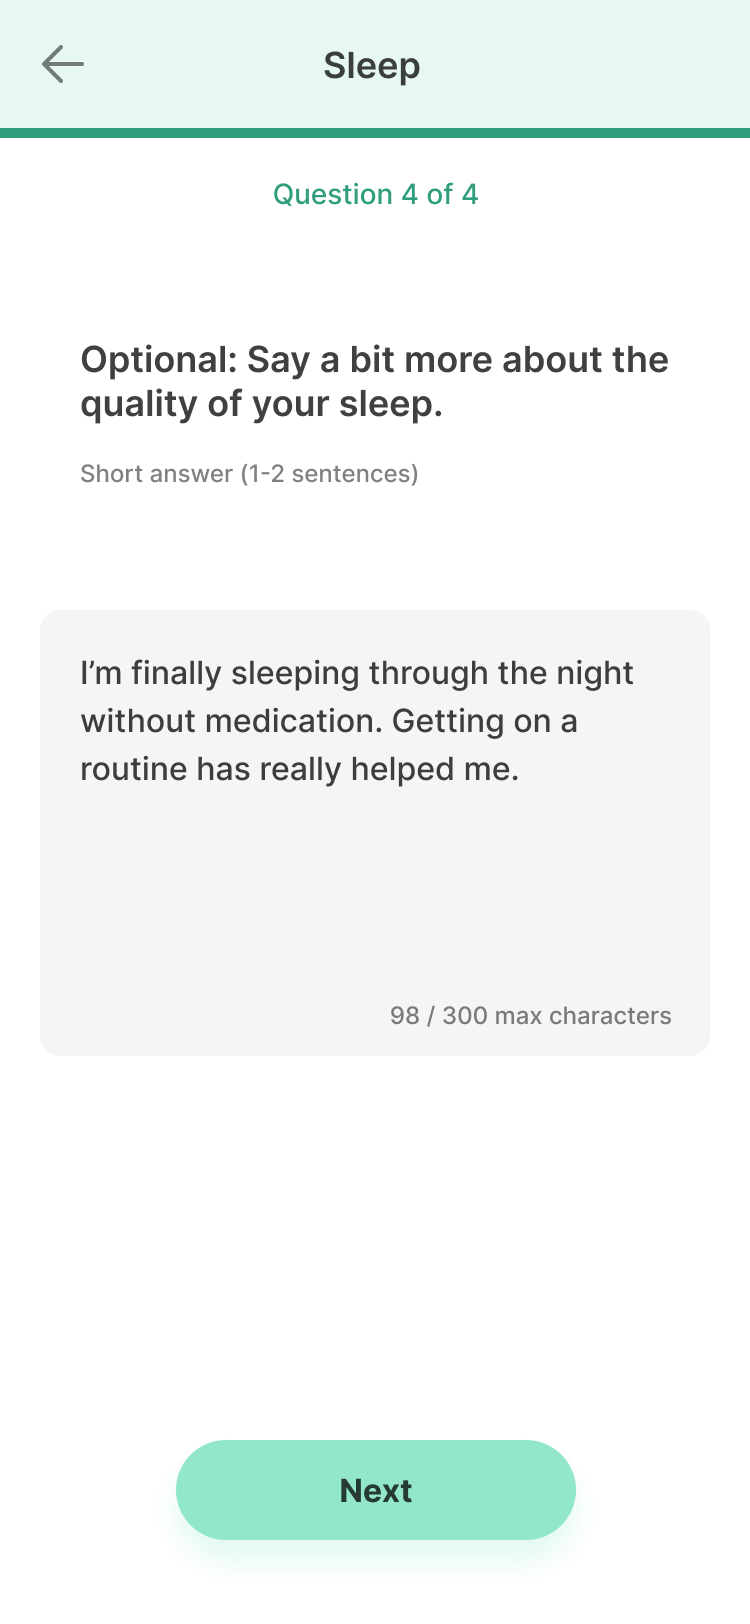 Sleep
Question 4 of 4
Optional: Say a bit more about the
quality of your sleep.
Short answer (1-2 sentences)
I’m finally sleeping through the night
without medication. Getting on a
routine has really helped me.
98 / 300 max characters
Next